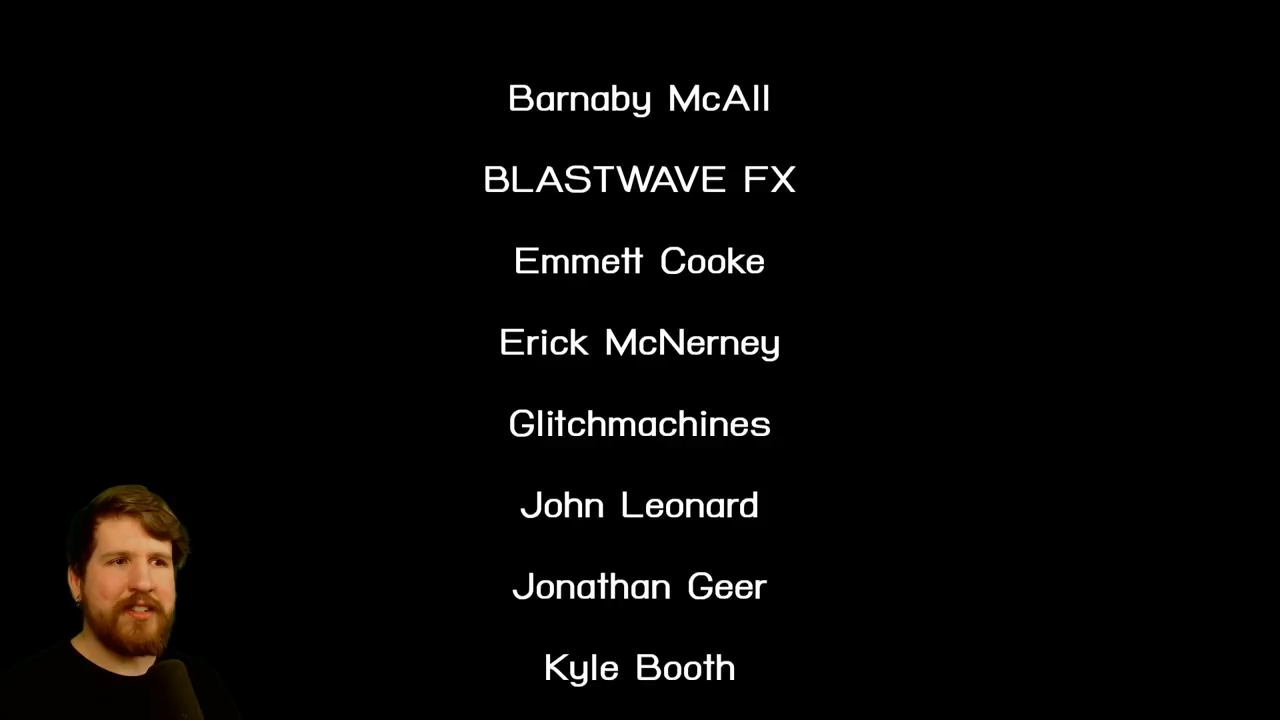 Barnaby McAll
BLASTWAVE FX
Emmett Cooke
Erick McNerney
Glitchmachines
John Leonard
Jonathan Geer
Kyle Booth